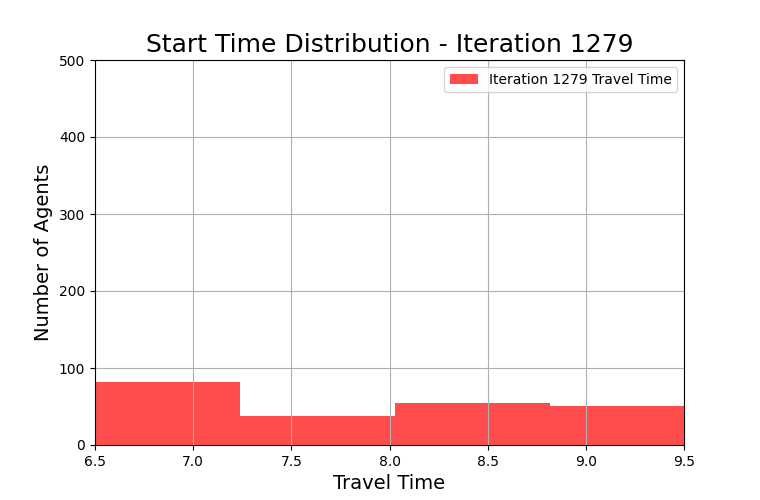 Start Time Distribution - Iteration 1279
Iteration 1279 Travel Time
Number of Agents
500
400
300
200
100
0
6.5 7.0 7.5 8.0 8.5 9.0 9.5
Travel Time